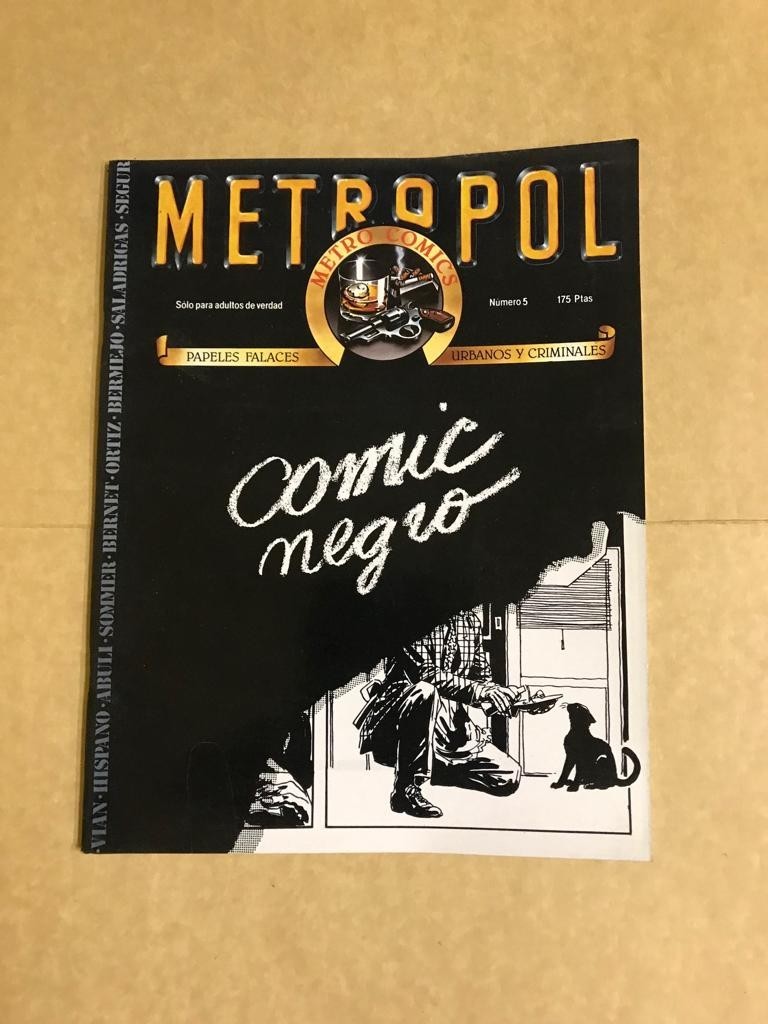 METROPOL
METRO COMICS
Sólo para adultos de verdad
Número 5
175 Ptas
PAPELES FALACES
URBANOS Y CRIMINALES
comic
negro
·VIAN·HISPANO·ABULI·SOMMER·BERNET·ORTIZ·BERMEJO·SALADRIGAS·SEGUR